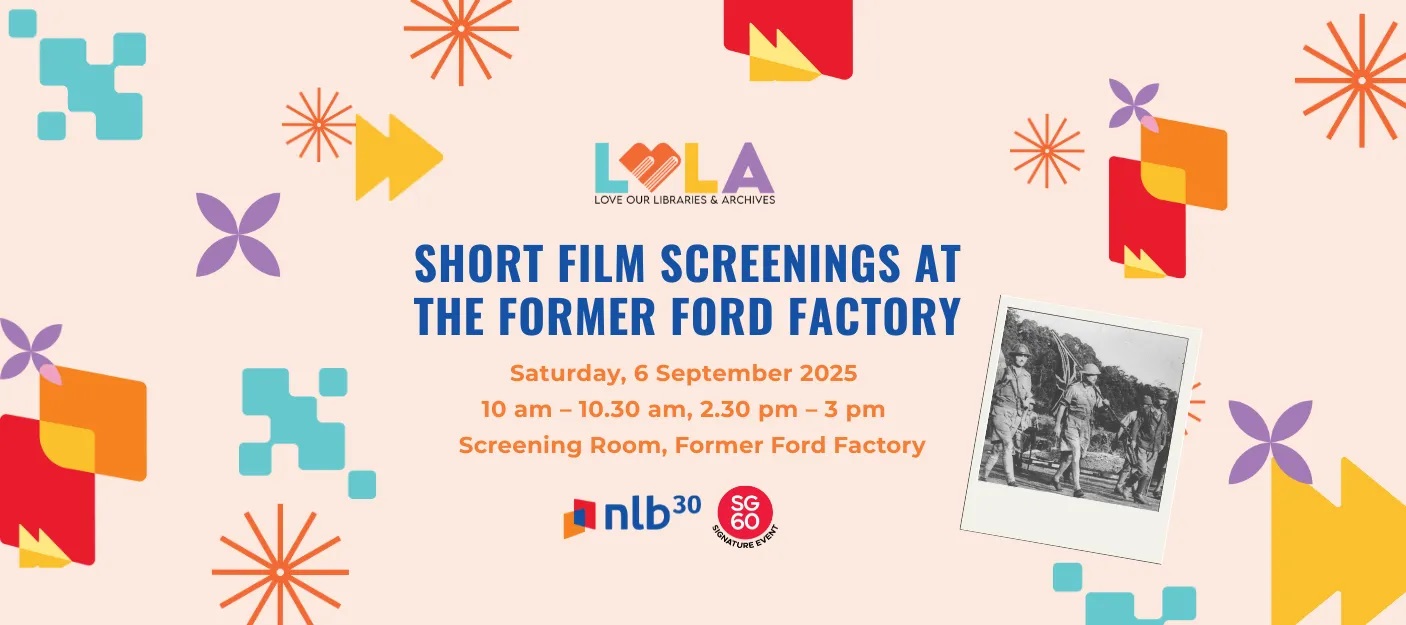 LOLA
LOVE OUR LIBRARIES & ARCHIVES
SHORT FILM SCREENINGS AT
THE FORMER FORD FACTORY
Saturday, 6 September 2025
10 am – 10.30 am, 2.30 pm – 3 pm
Screening Room, Former Ford Factory
nlb30
SG
60
SIGNATURE EVENT